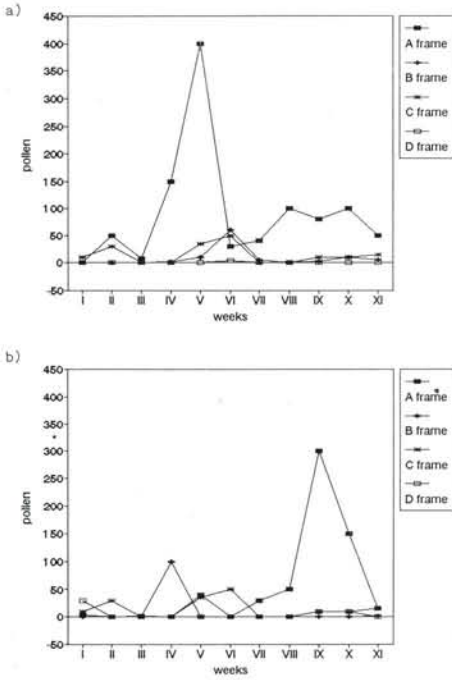 a)
450
400
350
300
250
200
150
100
50
0
-50
pollen
I II III IV V VI VII VIII IX X XI
weeks
A frame
B frame
C frame
D frame
b)
450
400
350
300
250
200
150
100
50
0
-50
pollen
I II III IV V VI VII VIII IX X XI
weeks
A frame
B frame
C frame
D frame